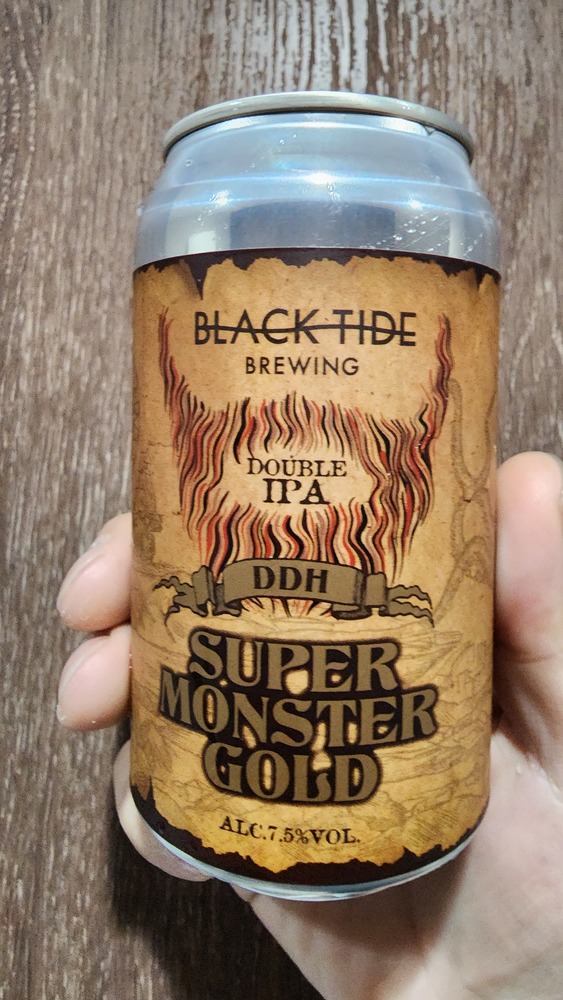 BLACK TIDE
BREWING
DOUBLE
IPA
DDH
SUPER
MONSTER
GOLD
ALC.7.5%VOL.